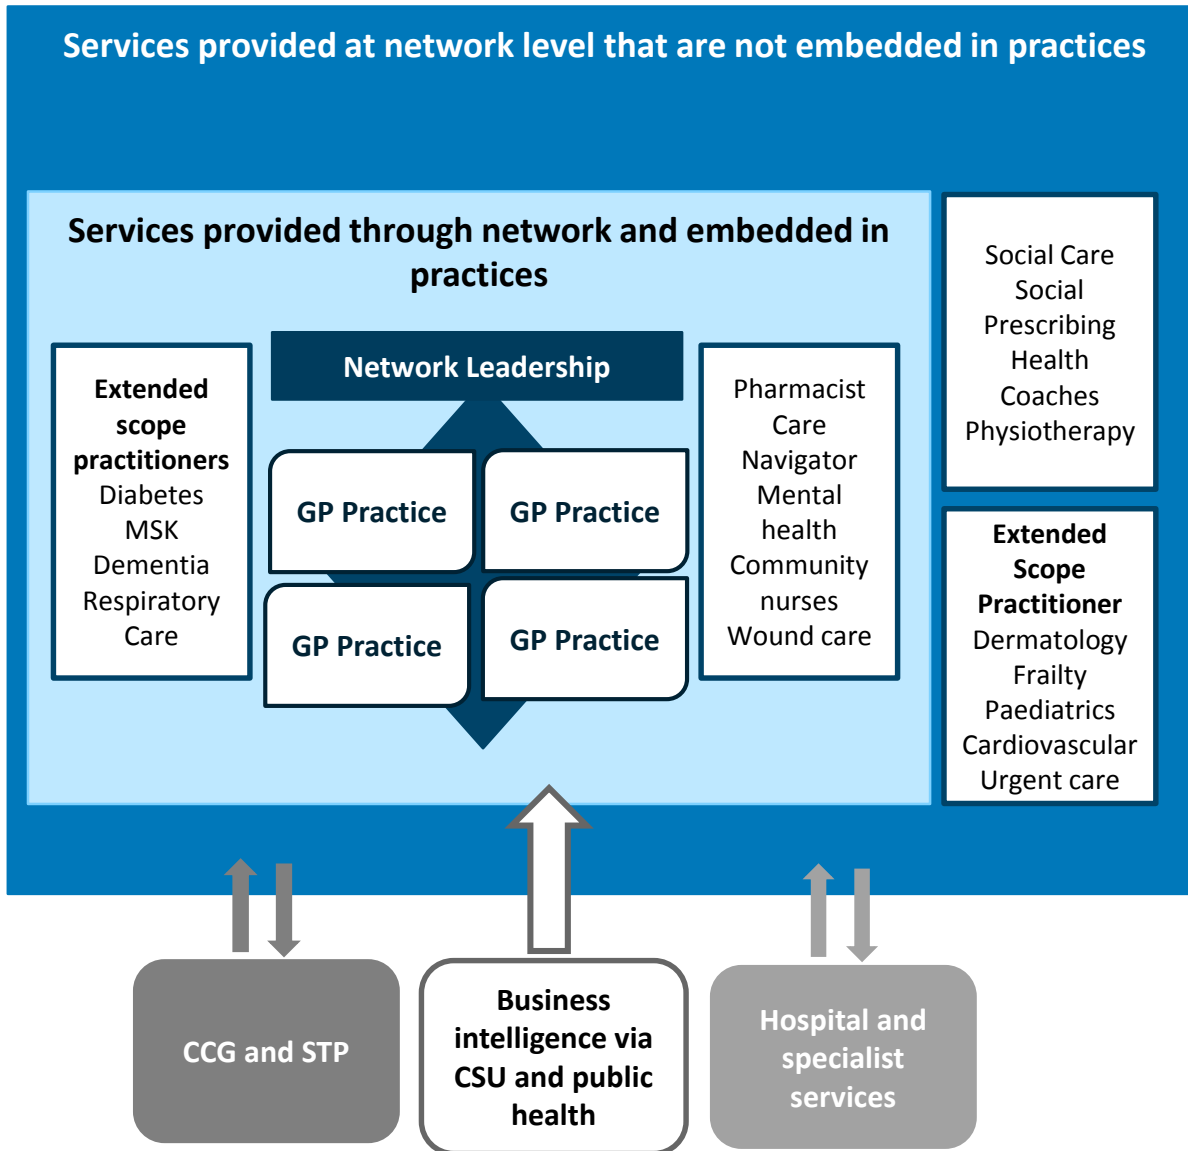 Services provided at network level that are not embedded in practices
Services provided through network and embedded in
practices
Extended
scope
practitioners
Diabetes
MSK
Dementia
Respiratory
Care
Network Leadership
GP Practice
GP Practice
GP Practice
GP Practice
Pharmacist
Care
Navigator
Mental
health
Community
nurses
Wound care
Social Care
Social
Prescribing
Health
Coaches
Physiotherapy
Extended
Scope
Practitioner
Dermatology
Frailty
Paediatrics
Cardiovascular
Urgent care
CCG and STP
Business
intelligence via
CSU and public
health
Hospital and
specialist
services